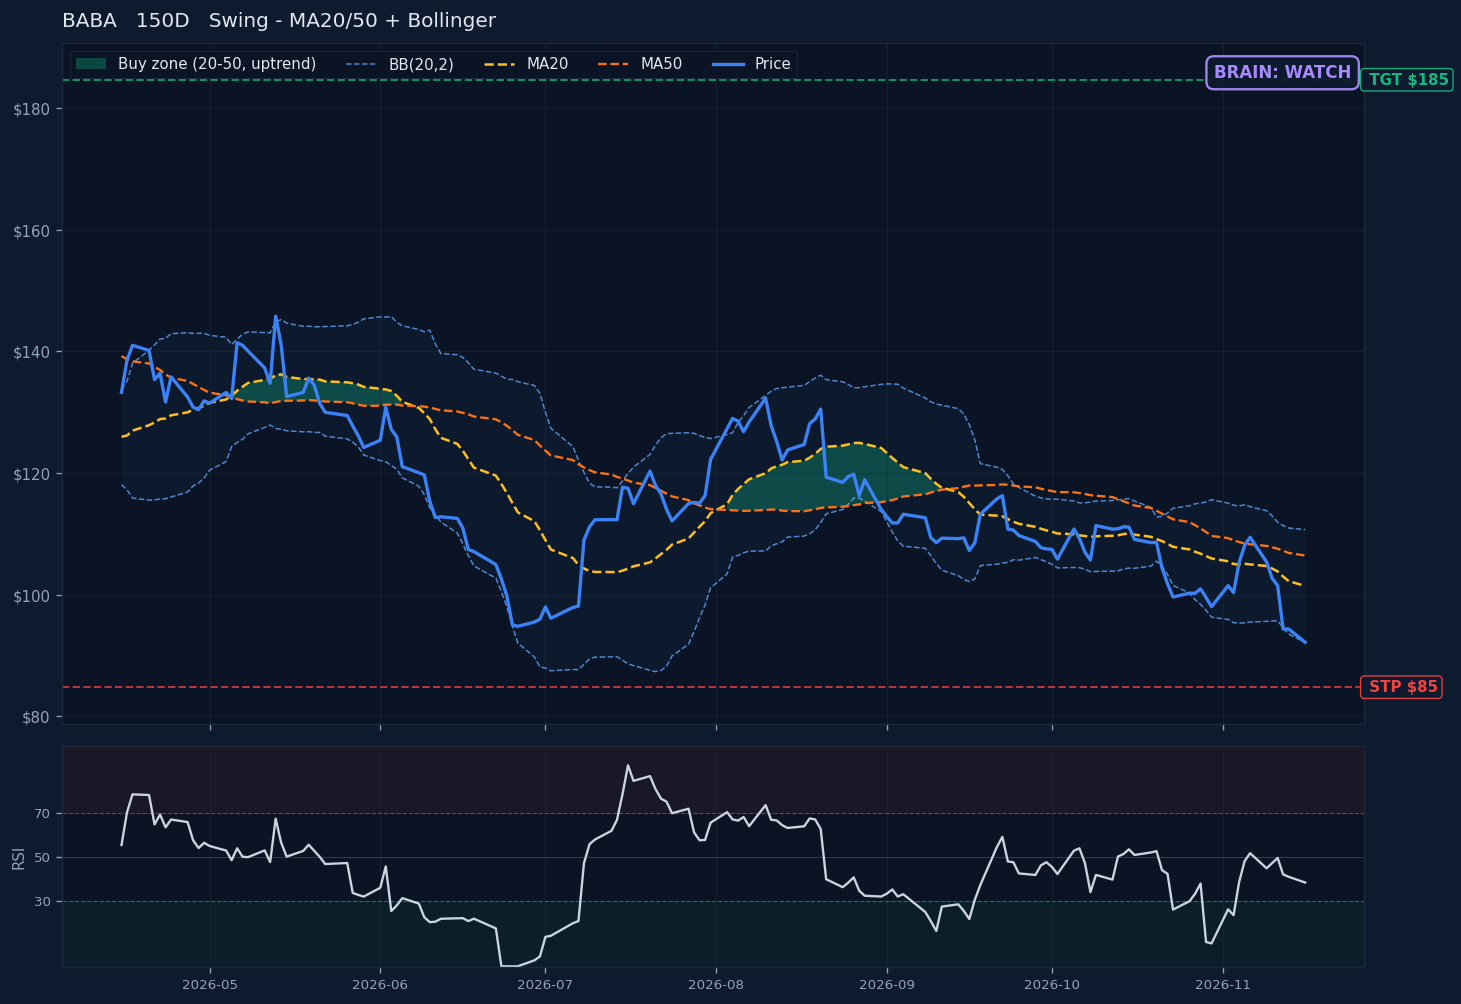 BABA 150D Swing - MA20/50 + Bollinger
Buy zone (20-50, uptrend) BB(20,2) MA20 MA50 Price
BRAIN: WATCH
TGT $185
$180
$160
$140
$120
$100
STP $85
$80
RSI
70
50
30
2026-05 2026-06 2026-07 2026-08 2026-09 2026-10 2026-11